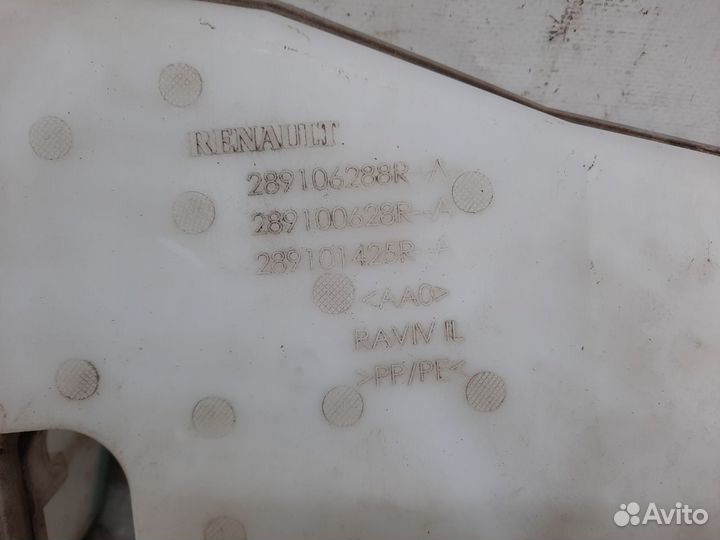 RENAULT
289106288R-A
289100628R-A
289101425R-A
<AA0>
RAVIV IL
>PP/PE<
Avito